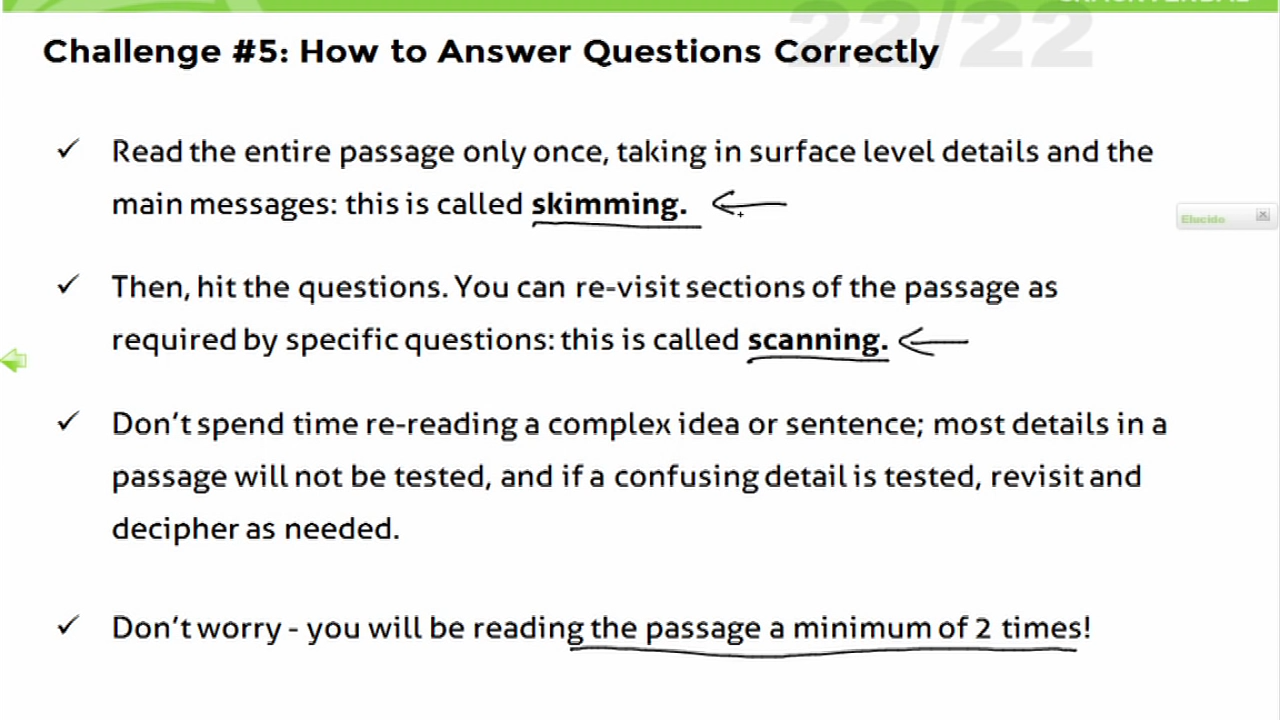 22/22
Challenge #5: How to Answer Questions Correctly
✓ Read the entire passage only once, taking in surface level details and the
main messages: this is called skimming.
Elucido
✓ Then, hit the questions. You can re-visit sections of the passage as
required by specific questions: this is called scanning.
✓ Don't spend time re-reading a complex idea or sentence; most details in a
passage will not be tested, and if a confusing detail is tested, revisit and
decipher as needed.
✓ Don't worry - you will be reading the passage a minimum of 2 times!